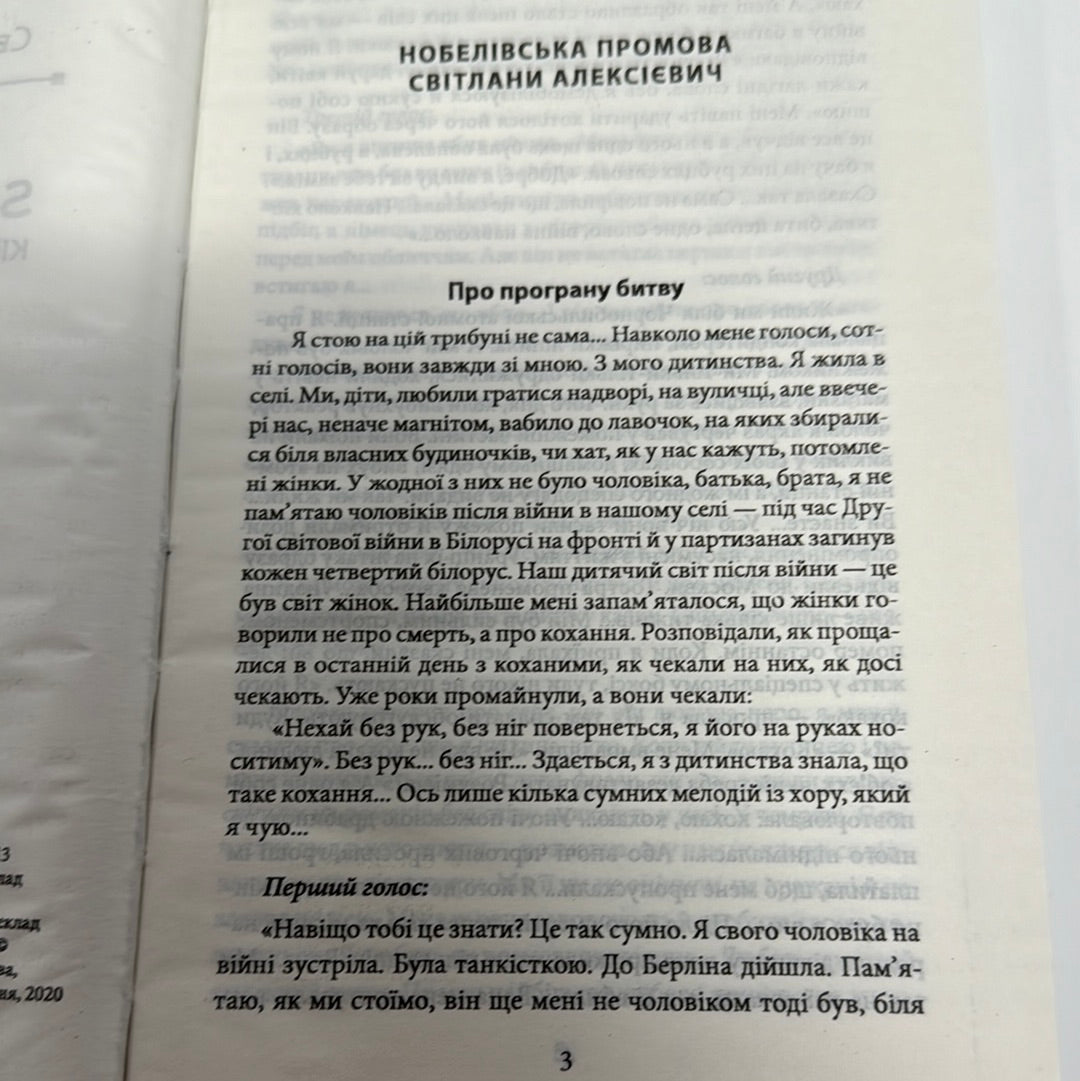 НОБЕЛІВСЬКА ПРОМОВА
СВІТЛАНИ АЛЕКСІЄВИЧ
Про програну битву
Я стою на цій трибуні не сама... Навколо мене голоси, сот-
ні голосів, вони завжди зі мною. З мого дитинства. Я жила в
селі. Ми, діти, любили гратися надворі, на вуличці, але ввече-
рі нас, неначе магнітом, вабило до лавочок, на яких збирали-
ся біля власних будиночків, чи хат, як у нас кажуть, потомле-
ні жінки. У жодної з них не було чоловіка, батька, брата, я не
пам’ятаю чоловіків після війни в нашому селі — під час Дру-
гої світової війни в Білорусі на фронті й у партизанах загинув
кожен четвертий білорус. Наш дитячий світ після війни — це
був світ жінок. Найбільше мені запам’яталося, що жінки го-
ворили не про смерть, а про кохання. Розповідали, як проща-
лися в останній день з коханими, як чекали на них, як досі
чекають. Уже роки промайнули, а вони чекали:
«Нехай без рук, без ніг повернеться, я його на руках но-
ситиму». Без рук... без ніг... Здається, я з дитинства знала, що
таке кохання... Ось лише кілька сумних мелодій із хору, який
я чую...
Перший голос:
«Навіщо тобі це знати? Це так сумно. Я свого чоловіка на
війні зустріла. Була танкісткою. До Берліна дійшла. Пам’я-
таю, як ми стоїмо, він ще мені не чоловіком тоді був, біля
3
3
лад
еклад
©
ва,
ня, 2020